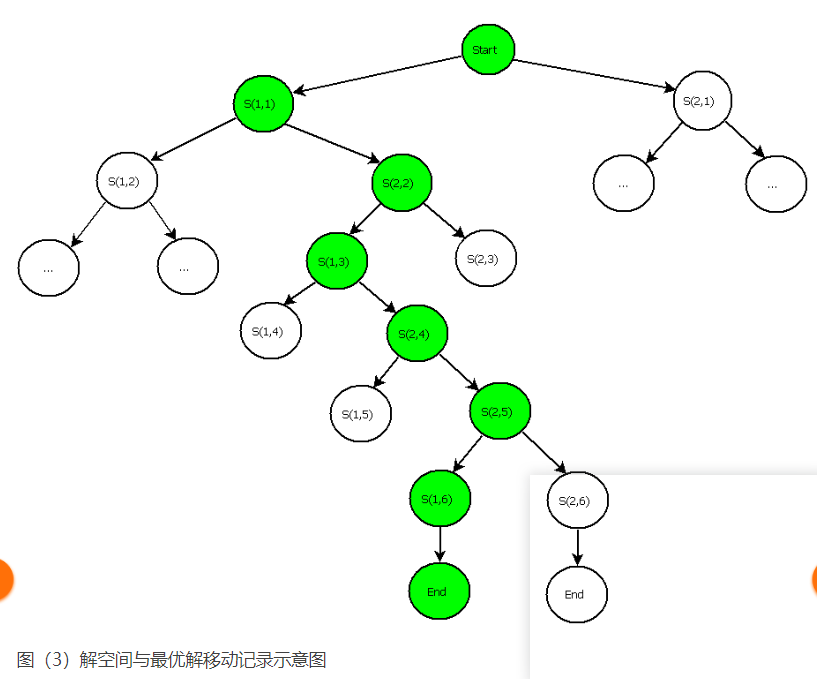 Start
S(1,1)
S(2,1)
S(1,2)
S(2,2)
...
...
...
...
S(1,3)
S(2,3)
S(1,4)
S(2,4)
S(1,5)
S(2,5)
S(1,6)
S(2,6)
End
End
图（3）解空间与最优解移动记录示意图